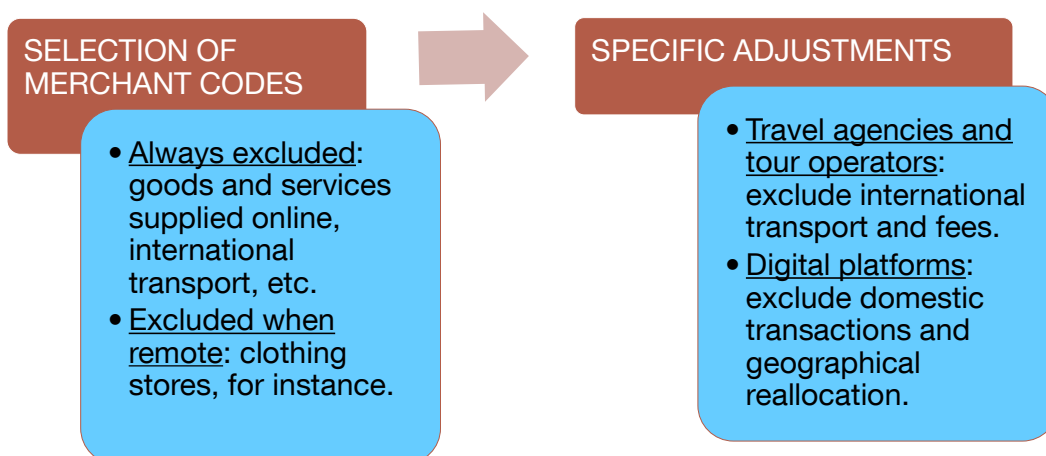 SELECTION OF
MERCHANT CODES
• Always excluded:
goods and services
supplied online,
international
transport, etc.
• Excluded when
remote: clothing
stores, for instance.
SPECIFIC ADJUSTMENTS
• Travel agencies and
tour operators:
exclude international
transport and fees.
• Digital platforms:
exclude domestic
transactions and
geographical
reallocation.